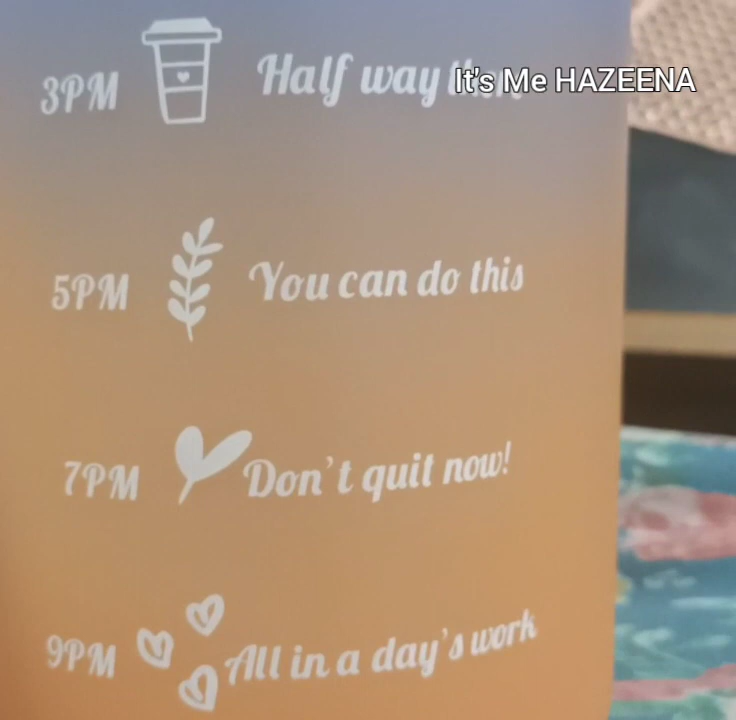 3PM Half way
It's Me HAZEENA
5PM You can do this
7PM Don't quit now!
9PM All in a day's work